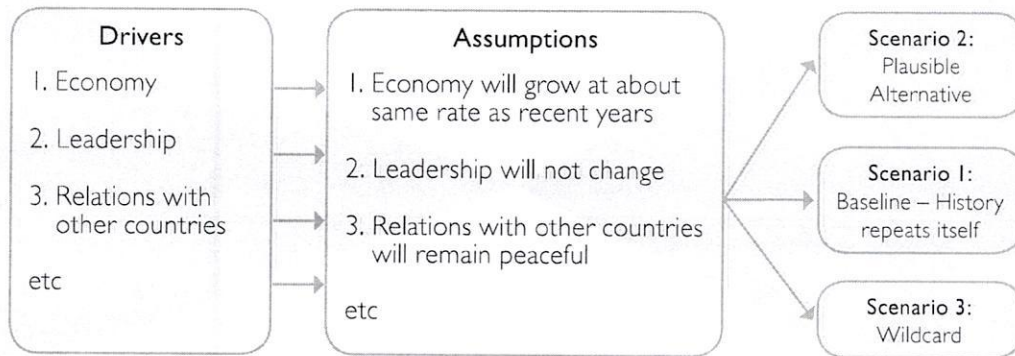 Drivers
1. Economy
2. Leadership
3. Relations with
other countries
etc
Assumptions
1. Economy will grow at about
same rate as recent years
2. Leadership will not change
3. Relations with other countries
will remain peaceful
etc
Scenario 2:
Plausible
Alternative
Scenario 1:
Baseline – History
repeats itself
Scenario 3:
Wildcard